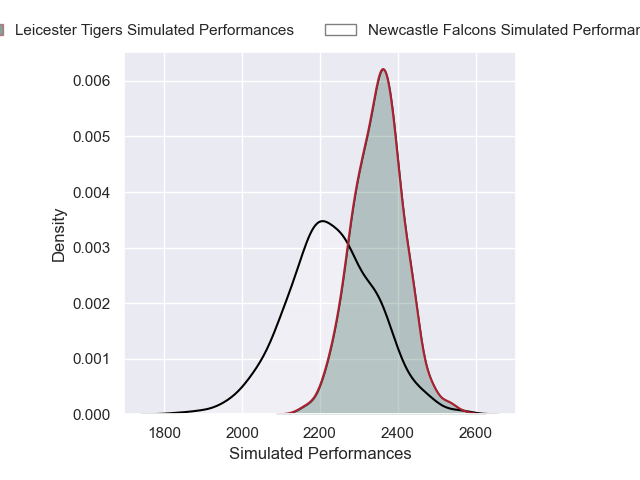 Leicester Tigers Simulated Performances Newcastle Falcons Simulated Performan
0.006
0.005
0.004
0.003
0.002
0.001
0.000
Density
1800 2000 2200 2400 2600
Simulated Performances